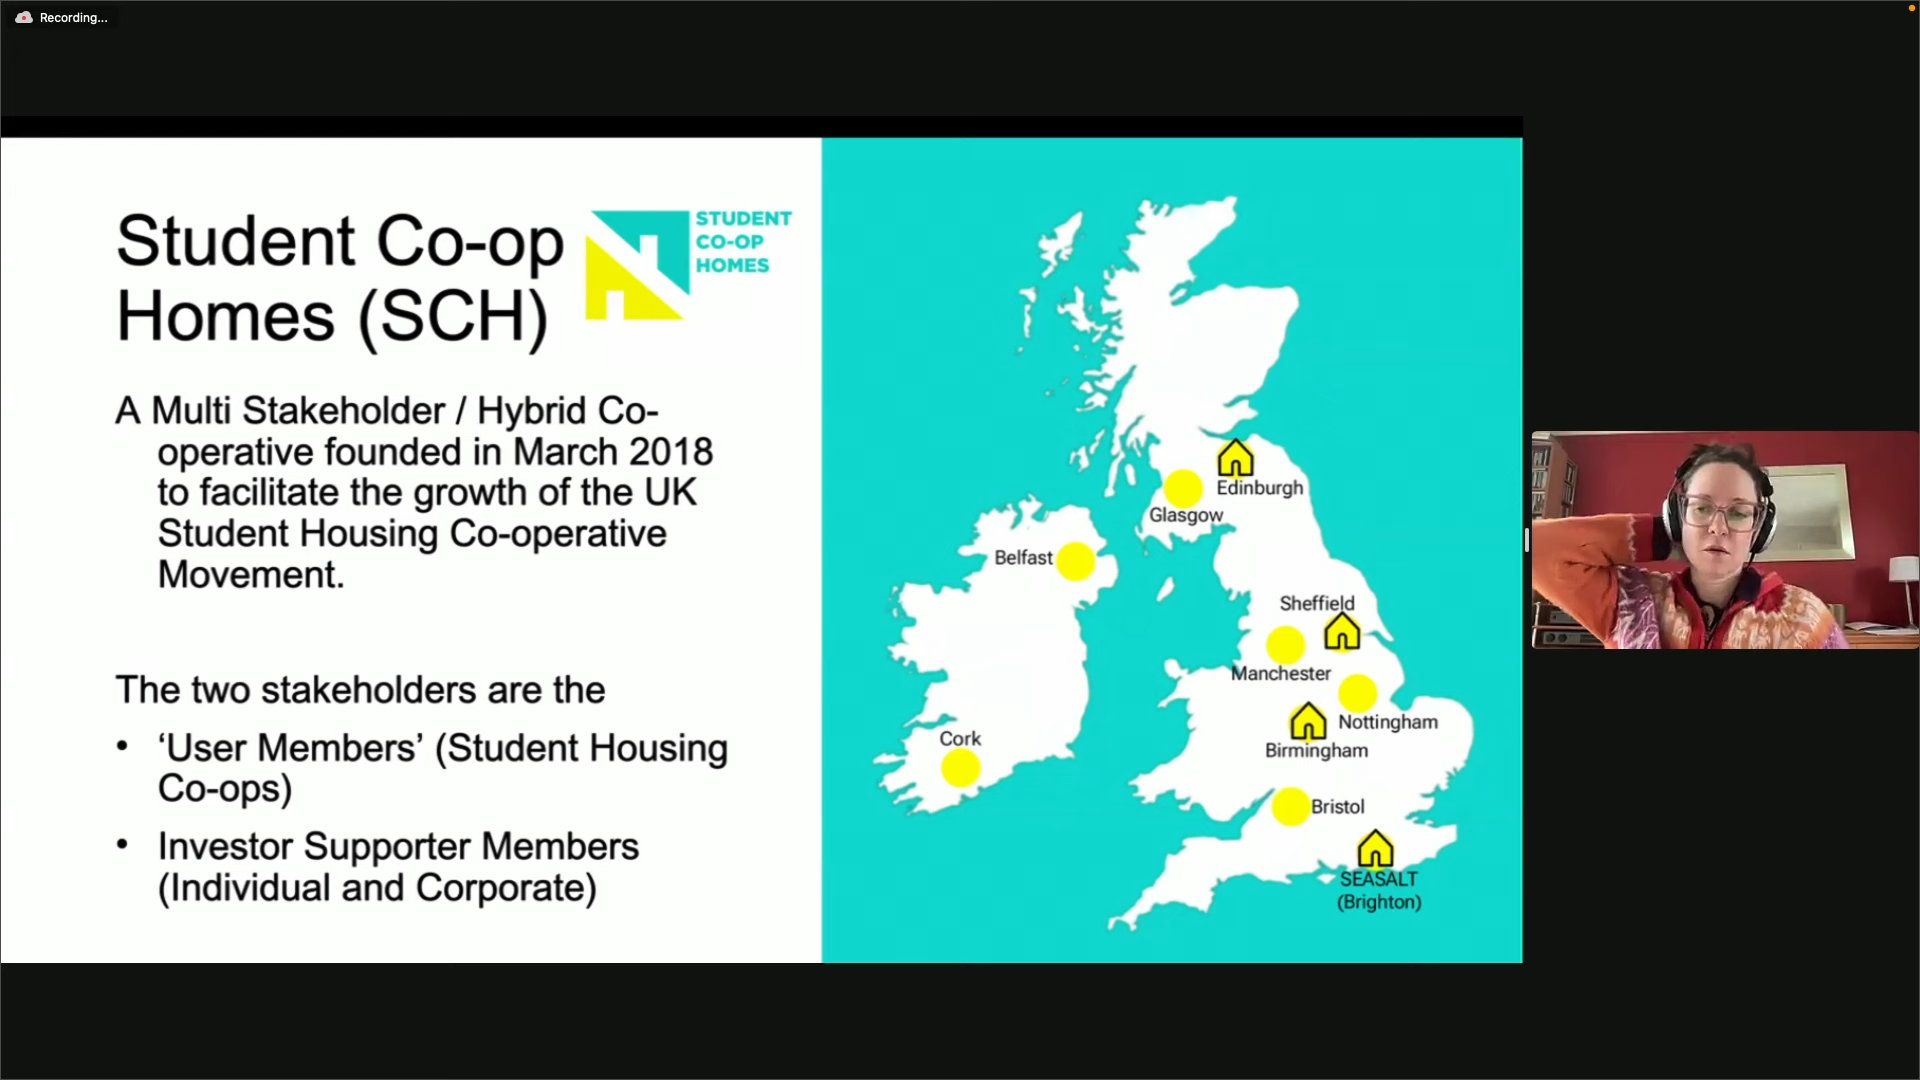 Recording...
Student Co-op
Homes (SCH)
STUDENT
CO-OP
HOMES
A Multi Stakeholder / Hybrid Co-
operative founded in March 2018
to facilitate the growth of the UK
Student Housing Co-operative
Movement.
The two stakeholders are the
• ‘User Members’ (Student Housing
Co-ops)
• Investor Supporter Members
(Individual and Corporate)
Edinburgh
Glasgow
Belfast
Sheffield
Manchester
Nottingham
Cork
Birmingham
Bristol
SEASALT
(Brighton)